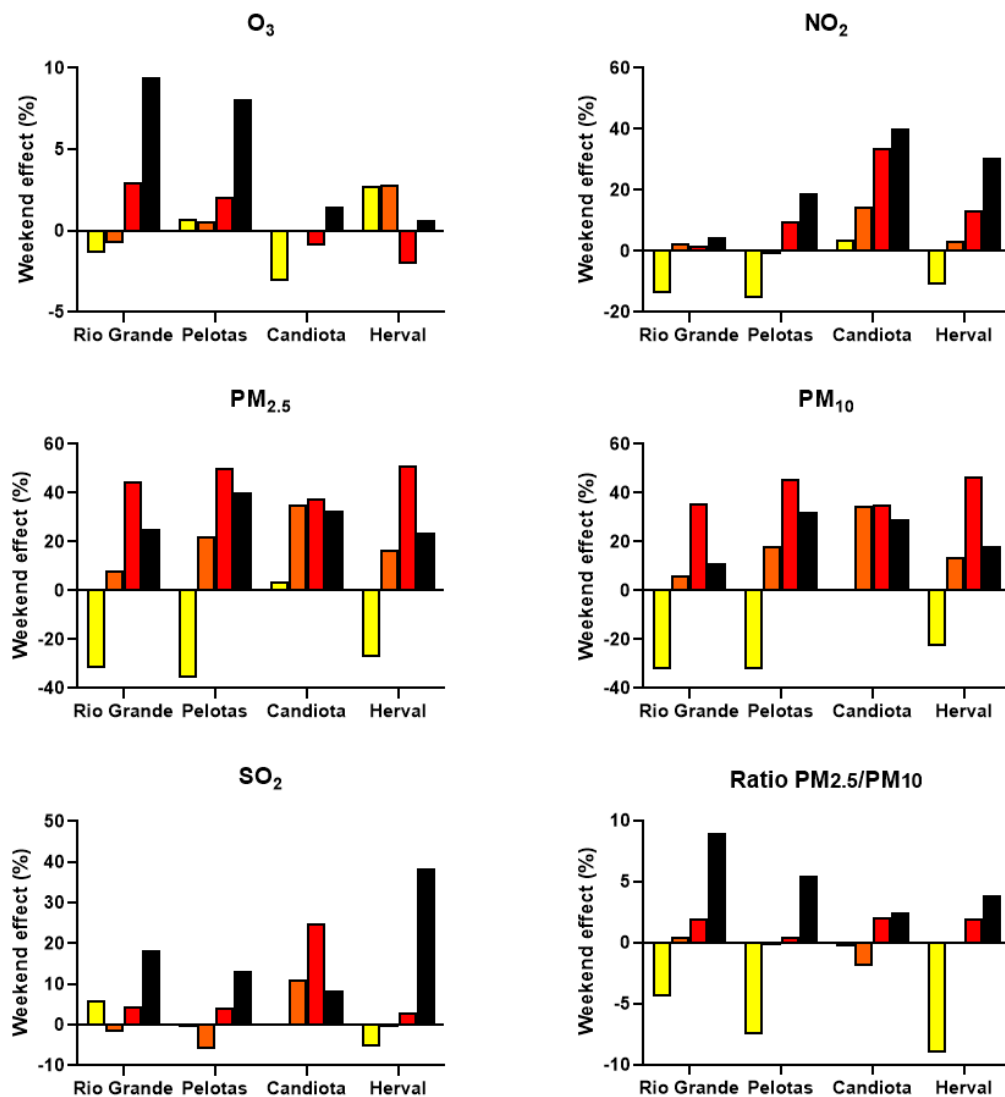 O₃
Weekend effect (%)
10
5
0
-5
Rio Grande Pelotas Candiota Herval
NO₂
Weekend effect (%)
60
40
20
0
-20
Rio Grande Pelotas Candiota Herval
PM₂.₅
Weekend effect (%)
60
40
20
0
-20
-40
Rio Grande Pelotas Candiota Herval
PM₁₀
Weekend effect (%)
60
40
20
0
-20
-40
Rio Grande Pelotas Candiota Herval
SO₂
Weekend effect (%)
50
40
30
20
10
0
-10
Rio Grande Pelotas Candiota Herval
Ratio PM2.5/PM10
Weekend effect (%)
10
5
0
-5
-10
Rio Grande Pelotas Candiota Herval